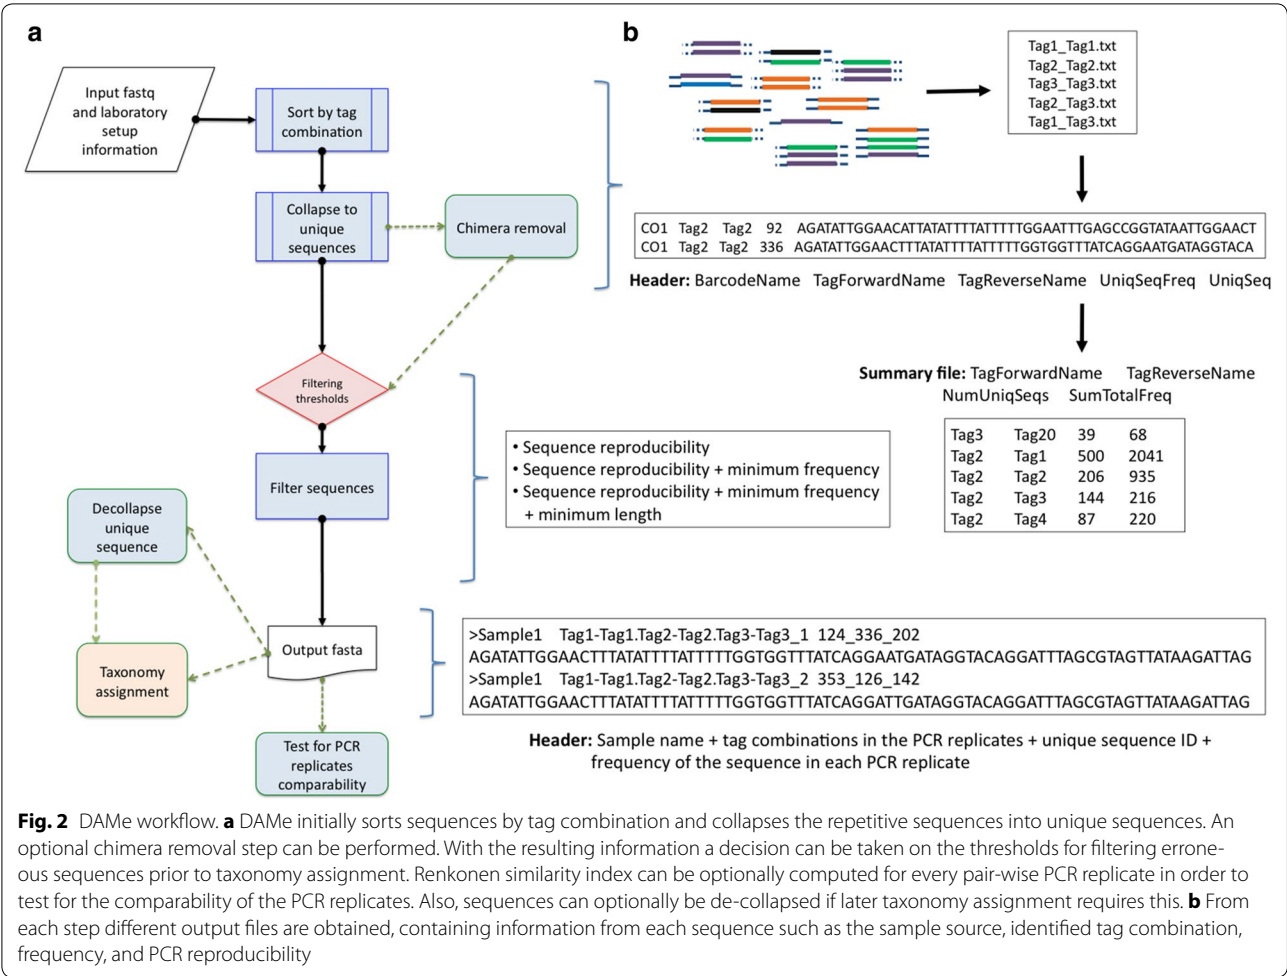 a
Input fastq
and laboratory
setup
information
Sort by tag
combination
Collapse to
unique
sequences
Chimera removal
Filtering
thresholds
Filter sequences
Decollapse
unique
sequence
Output fasta
Taxonomy
assignment
Test for PCR
replicates
comparability
b
Tag1_Tag1.txt
Tag2_Tag2.txt
Tag3_Tag3.txt
Tag2_Tag3.txt
Tag1_Tag3.txt
CO1 Tag2 Tag2 92 AGATATTGGAACATTATATTTTATTTTTGGAATTTGAGCCGGTATAATTGGAACT
CO1 Tag2 Tag2 336 AGATATTGGAACTTTATATTTTATTTTTGGTGGTTTATCAGGAATGATAGGTACA
Header: BarcodeName TagForwardName TagReverseName UniqSeqFreq UniqSeq
Summary file: TagForwardName TagReverseName
NumUniqSeqs SumTotalFreq
Tag3 Tag20 39 68
Tag2 Tag1 500 2041
Tag2 Tag2 206 935
Tag2 Tag3 144 216
Tag2 Tag4 87 220
• Sequence reproducibility
• Sequence reproducibility + minimum frequency
• Sequence reproducibility + minimum frequency
+ minimum length
>Sample1 Tag1-Tag1.Tag2-Tag2.Tag3-Tag3_1 124_336_202
AGATATTGGAACTTTATATTTTATTTTTGGTGGTTTATCAGGAATGATAGGTACAGGATTTAGCGTAGTTATAAGATTAG
>Sample1 Tag1-Tag1.Tag2-Tag2.Tag3-Tag3_2 353_126_142
AGATATTGGAACTTTATATTTTATTTTTGGTGGTTTATCAGGATTGATAGGTACAGGATTTAGCGTAGTTATAAGATTAG
Header: Sample name + tag combinations in the PCR replicates + unique sequence ID +
frequency of the sequence in each PCR replicate
Fig. 2 DAMe workflow. a DAMe initially sorts sequences by tag combination and collapses the repetitive sequences into unique sequences. An
optional chimera removal step can be performed. With the resulting information a decision can be taken on the thresholds for filtering errone-
ous sequences prior to taxonomy assignment. Renkonen similarity index can be optionally computed for every pair-wise PCR replicate in order to
test for the comparability of the PCR replicates. Also, sequences can optionally be de-collapsed if later taxonomy assignment requires this. b From
each step different output files are obtained, containing information from each sequence such as the sample source, identified tag combination,
frequency, and PCR reproducibility